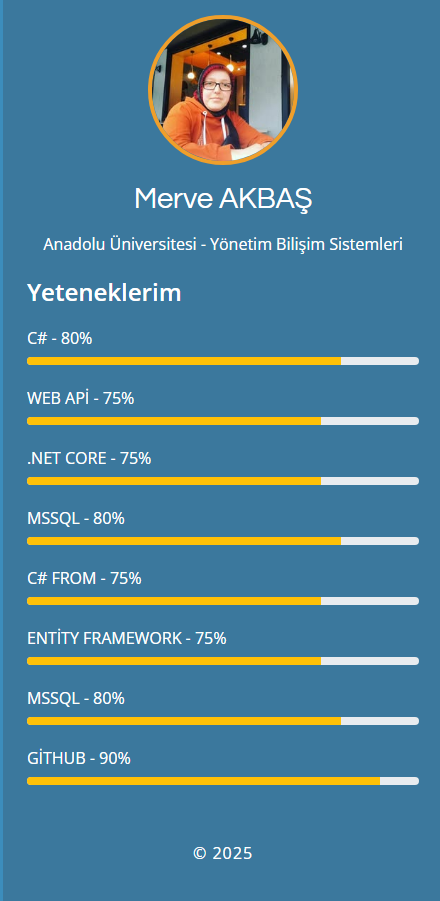 Merve AKBAŞ
Anadolu Üniversitesi - Yönetim Bilişim Sistemleri
Yeteneklerim
C# - 80%
WEB APİ - 75%
.NET CORE - 75%
MSSQL - 80%
C# FROM - 75%
ENTİTY FRAMEWORK - 75%
MSSQL - 80%
GİTHUB - 90%
© 2025